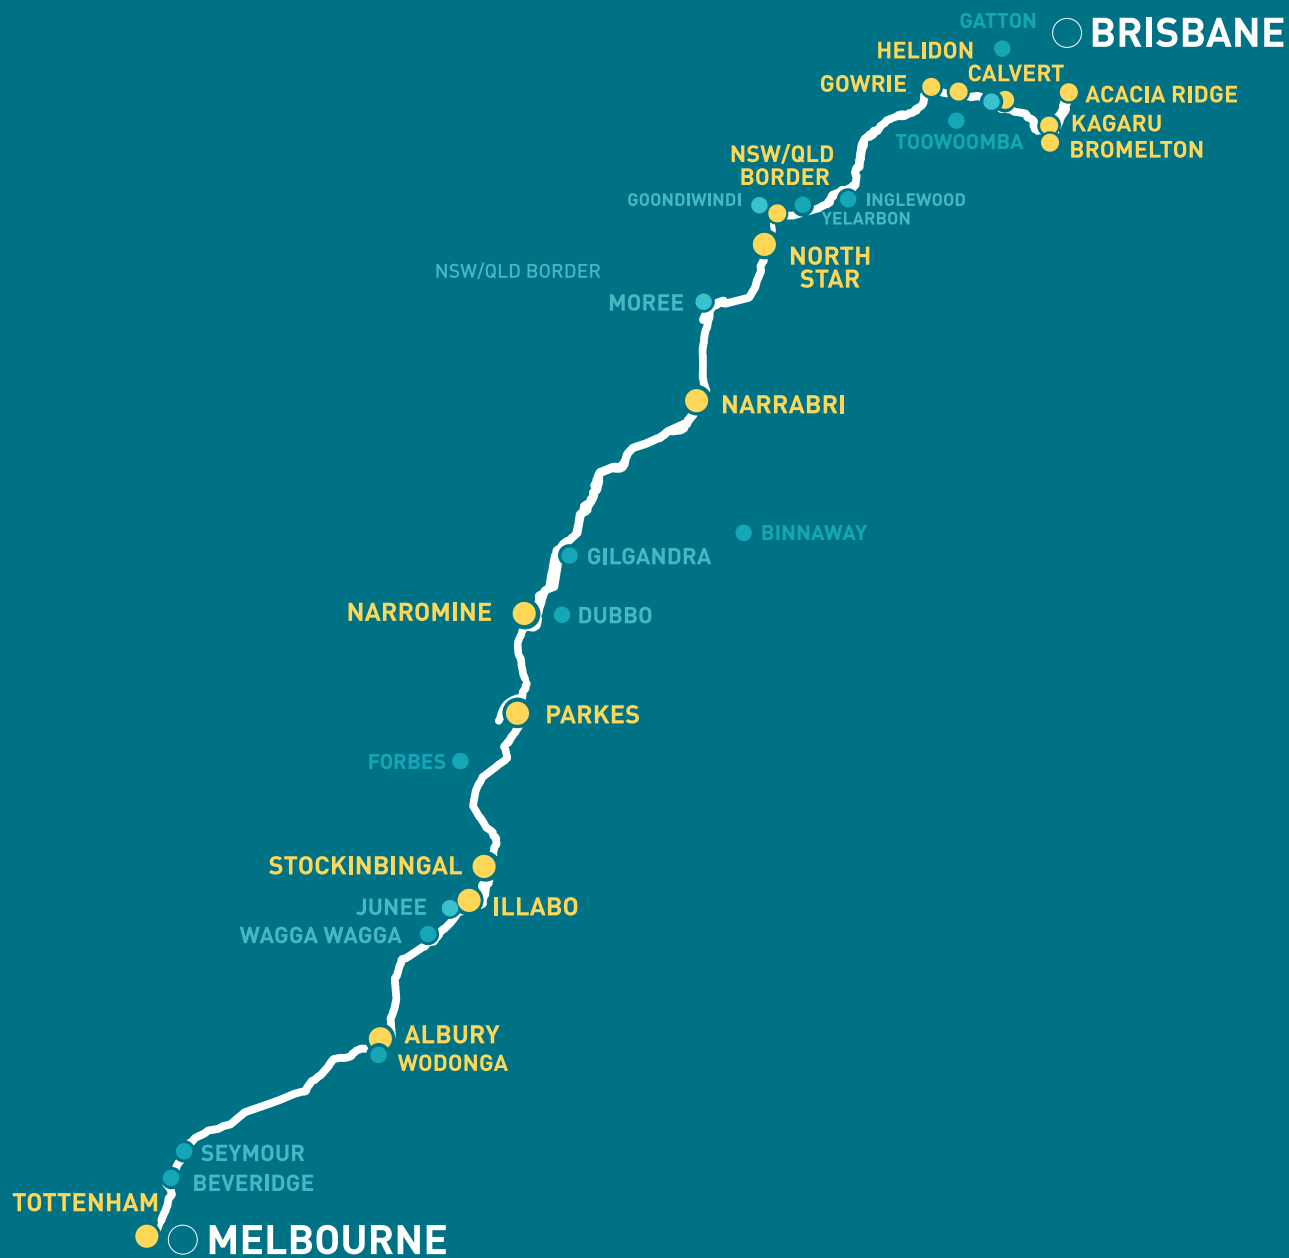 GATTON
BRISBANE
HELIDON
CALVERT
GOWRIE
ACACIA RIDGE
KAGARU
TOOWOOMBA
BROMELTON
NSW/QLD
BORDER
GOONDIWINDI
INGLEWOOD
YELARBON
NORTH
STAR
NSW/QLD BORDER
MOREE
NARRABRI
BINNAWAY
GILGANDRA
NARROMINE
DUBBO
PARKES
FORBES
STOCKINBINGAL
JUNEE
ILLABO
WAGGA WAGGA
ALBURY
WODONGA
SEYMOUR
BEVERIDGE
TOTTENHAM
MELBOURNE